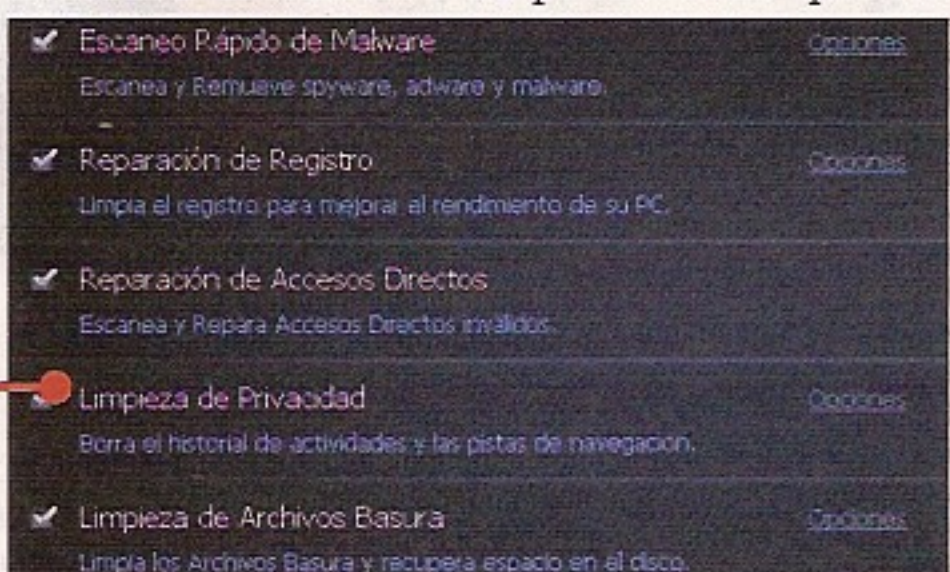 Escaneo Rápido de Malware
Opciones
Escanea y Remueve spyware, adware y malware.
Reparación de Registro
Opciones
Limpia el registro para mejorar el rendimiento de su PC.
Reparación de Accesos Directos
Escanea y Repara Accesos Directos inválidos.
Limpieza de Privacidad
Opciones
Borra el historial de actividades y las pistas de navegación.
Limpieza de Archivos Basura
Opciones
Limpia los Archivos Basura y recupera espacio en el disco.